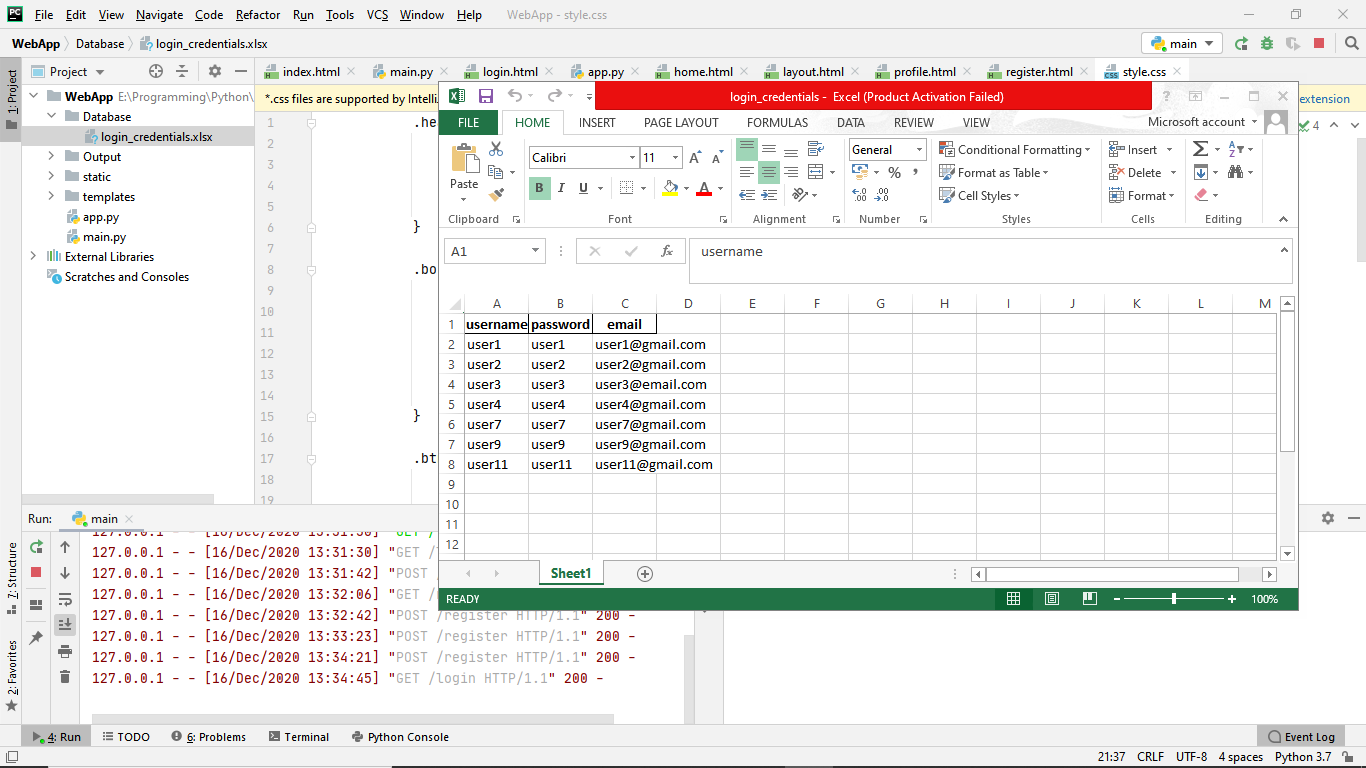 File Edit View Navigate Code Refactor Run Tools VCS Window Help WebApp - style.css
WebApp Database login_credentials.xlsx main
Project index.html main.py login.html app.py home.html layout.html profile.html register.html style.css
1: Project
WebApp E:\Programming\Python\
Database
login_credentials.xlsx
Output
static
templates
app.py
main.py
External Libraries
Scratches and Consoles
*.css files are supported by Intelli
extension
4
1 .he
2
3
4
5
6 }
7
8 .bo
9
10
11
12
13
14
15 }
16
17 .bt
18
19
login_credentials - Excel (Product Activation Failed)
FILE HOME INSERT PAGE LAYOUT FORMULAS DATA REVIEW VIEW Microsoft account
Paste
Calibri 11
B I U
General
% ,
Conditional Formatting
Format as Table
Cell Styles
Insert
Delete
Format
Clipboard Font Alignment Number Styles Cells Editing
A1 fx username
A B C D E F G H I J K L M
1 username password email
2 user1 user1 user1@gmail.com
3 user2 user2 user2@gmail.com
4 user3 user3 user3@email.com
5 user4 user4 user4@gmail.com
6 user7 user7 user7@gmail.com
7 user9 user9 user9@gmail.com
8 user11 user11 user11@gmail.com
9
10
11
12
Sheet1
READY 100%
Run: main
7: Structure
2: Favorites
127.0.0.1 - - [16/Dec/2020 13:31:30] "GET /
127.0.0.1 - - [16/Dec/2020 13:31:30] "GET /
127.0.0.1 - - [16/Dec/2020 13:31:42] "POST
127.0.0.1 - - [16/Dec/2020 13:32:06] "GET /
127.0.0.1 - - [16/Dec/2020 13:32:42] "POST /register HTTP/1.1" 200 -
127.0.0.1 - - [16/Dec/2020 13:33:23] "POST /register HTTP/1.1" 200 -
127.0.0.1 - - [16/Dec/2020 13:34:21] "POST /register HTTP/1.1" 200 -
127.0.0.1 - - [16/Dec/2020 13:34:45] "GET /login HTTP/1.1" 200 -
4: Run TODO 6: Problems Terminal Python Console Event Log
21:37 CRLF UTF-8 4 spaces Python 3.7